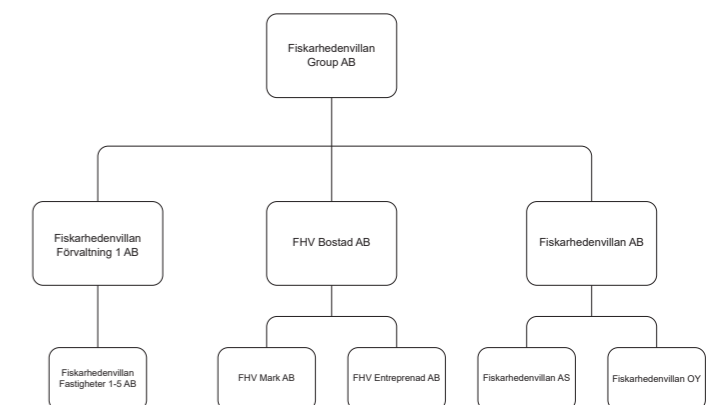 Fiskarhedenvillan
Group AB
Fiskarhedenvillan
Förvaltning 1 AB
FHV Bostad AB
Fiskarhedenvillan AB
Fiskarhedenvillan
Fastigheter 1-5 AB
FHV Mark AB
FHV Entreprenad AB
Fiskarhedenvillan AS
Fiskarhedenvillan OY